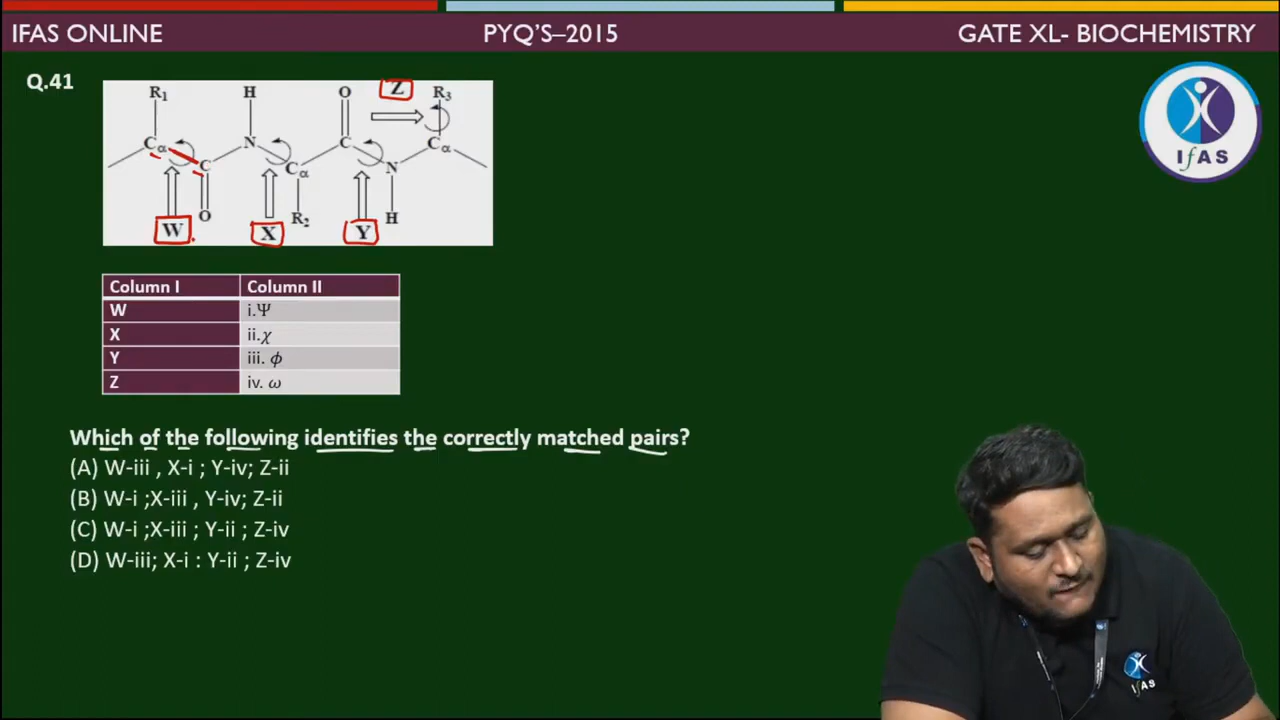 IFAS ONLINE
PYQ'S–2015
GATE XL- BIOCHEMISTRY
Q.41
R1 H O Z R3
Cα N C Cα
C Cα N
O R2 H
W X Y
IFAS
Column I Column II
W i.Ψ
X ii.χ
Y iii. ϕ
Z iv. ω
Which of the following identifies the correctly matched pairs?
(A) W-iii , X-i ; Y-iv; Z-ii
(B) W-i ;X-iii , Y-iv; Z-ii
(C) W-i ;X-iii ; Y-ii ; Z-iv
(D) W-iii; X-i : Y-ii ; Z-iv
IFAS